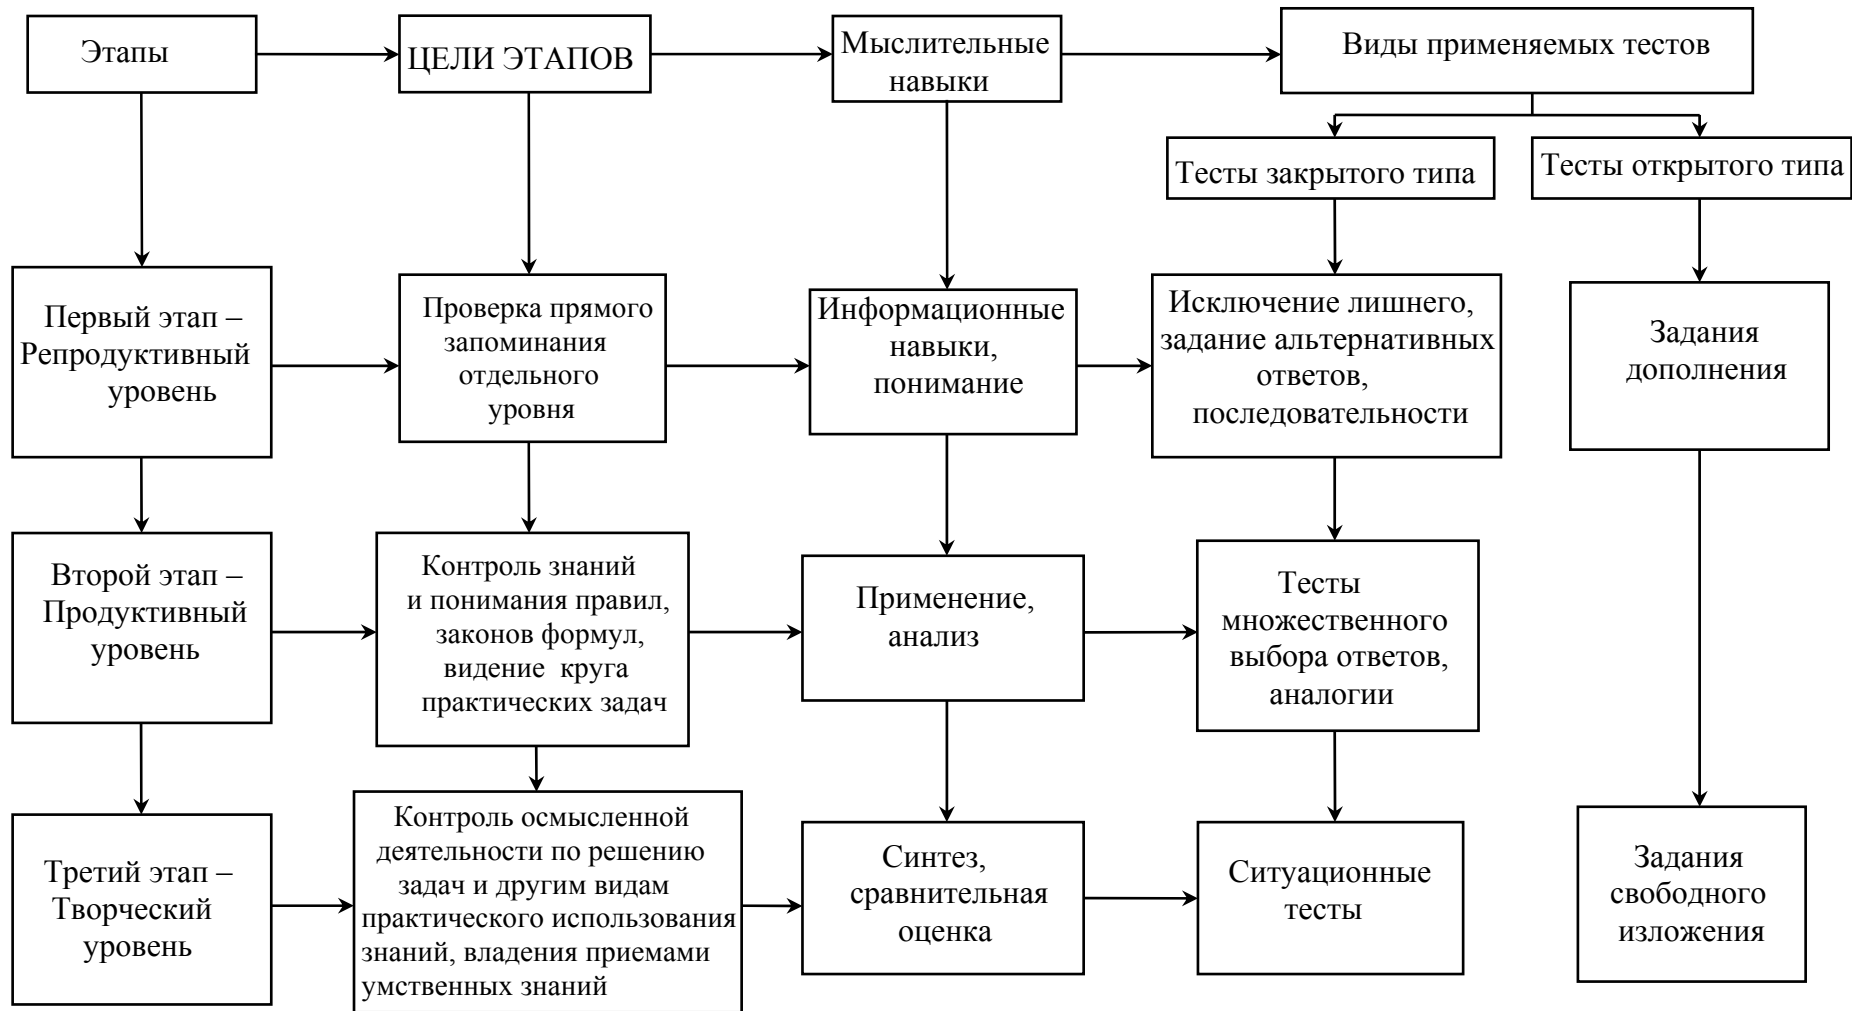 Этапы
ЦЕЛИ ЭТАПОВ
Мыслительные
навыки
Виды применяемых тестов
Тесты закрытого типа
Тесты открытого типа
Первый этап –
Репродуктивный
уровень
Проверка прямого
запоминания
отдельного
уровня
Информационные
навыки,
понимание
Исключение лишнего,
задание альтернативных
ответов,
последовательности
Задания
дополнения
Второй этап –
Продуктивный
уровень
Контроль знаний
и понимания правил,
законов формул,
видение круга
практических задач
Применение,
анализ
Тесты
множественного
выбора ответов,
аналогии
Третий этап –
Творческий
уровень
Контроль осмысленной
деятельности по решению
задач и другим видам
практического использования
знаний, владения приемами
умственных знаний
Синтез,
сравнительная
оценка
Ситуационные
тесты
Задания
свободного
изложения